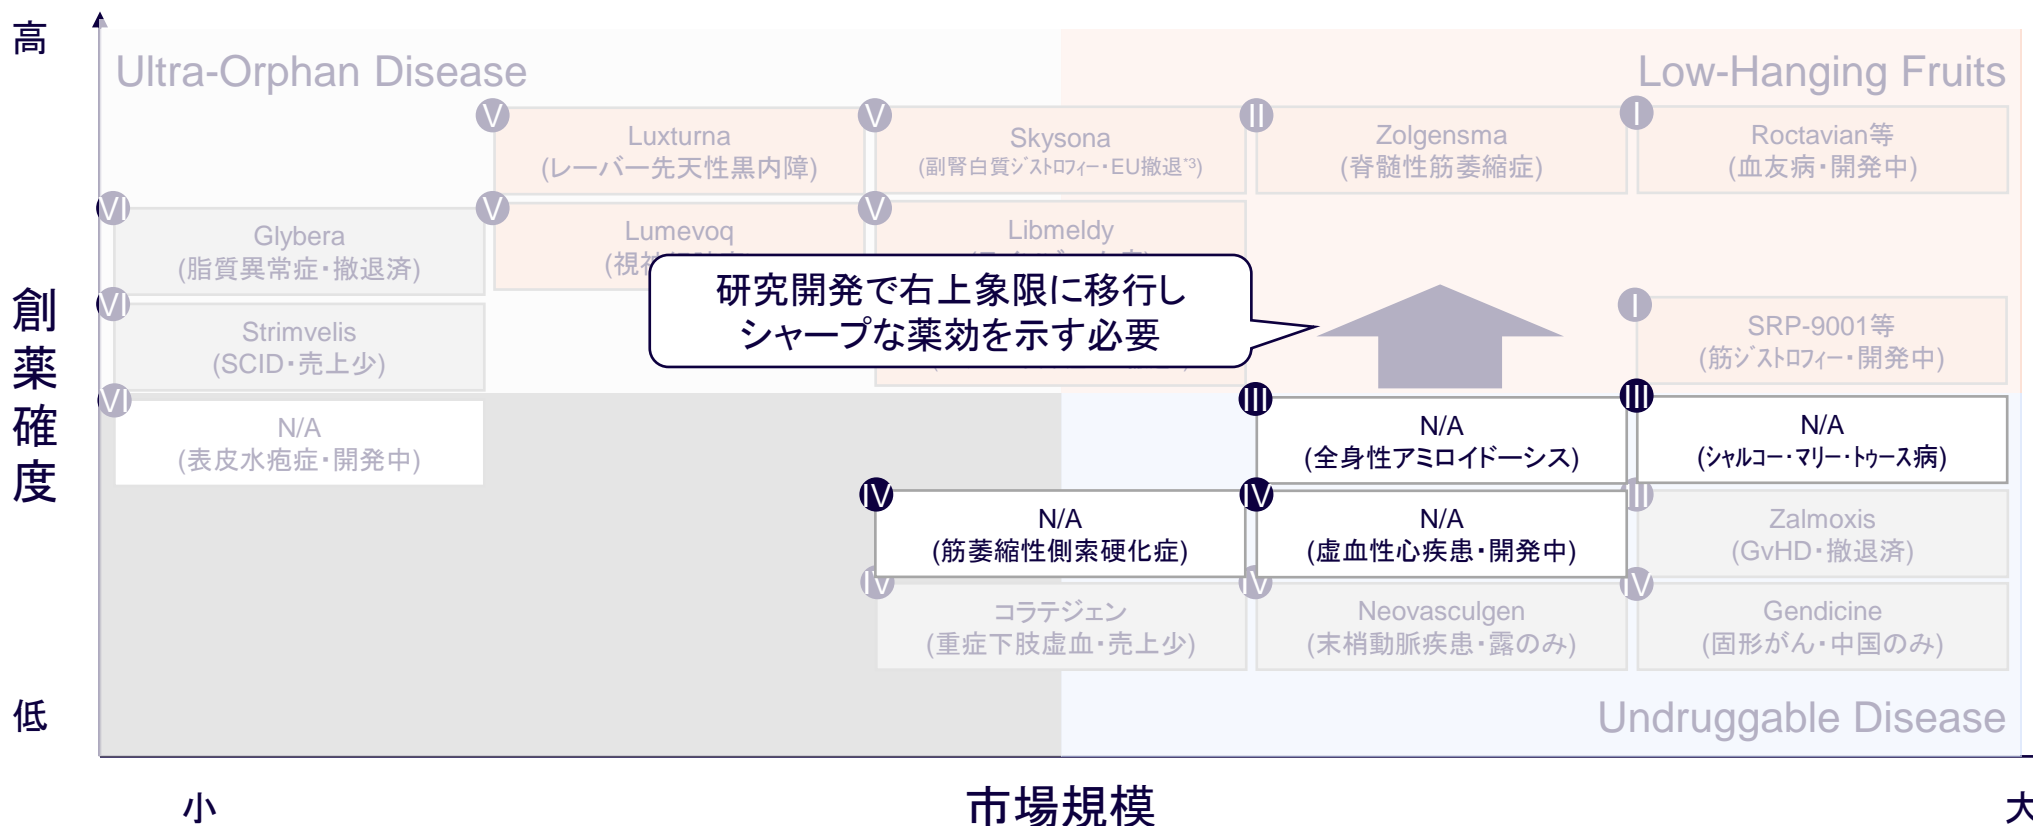 高
Ultra-Orphan Disease
Low-Hanging Fruits
V
Luxturna
(レーバー先天性黒内障)
V
Skysona
(副腎白質ｼﾞｽﾄﾛﾌｨｰ・EU撤退*3)
II
Zolgensma
(脊髄性筋萎縮症)
I
Roctavian等
(血友病・開発中)
VI
Glybera
(脂質異常症・撤退済)
V
Lumevoq
V
Libmeldy
研究開発で右上象限に移行し
シャープな薬効を示す必要
VI
Strimvelis
(SCID・売上少)
I
SRP-9001等
(筋ｼﾞｽﾄﾛﾌｨｰ・開発中)
創薬確度
VI
N/A
(表皮水疱症・開発中)
III
N/A
(全身性アミロイドーシス)
III
N/A
(シャルコー・マリー・トゥース病)
IV
N/A
(筋萎縮性側索硬化症)
IV
N/A
(虚血性心疾患・開発中)
III
Zalmoxis
(GvHD・撤退済)
IV
コラテジェン
(重症下肢虚血・売上少)
IV
Neovasculgen
(末梢動脈疾患・露のみ)
IV
Gendicine
(固形がん・中国のみ)
低
Undruggable Disease
小
市場規模
大